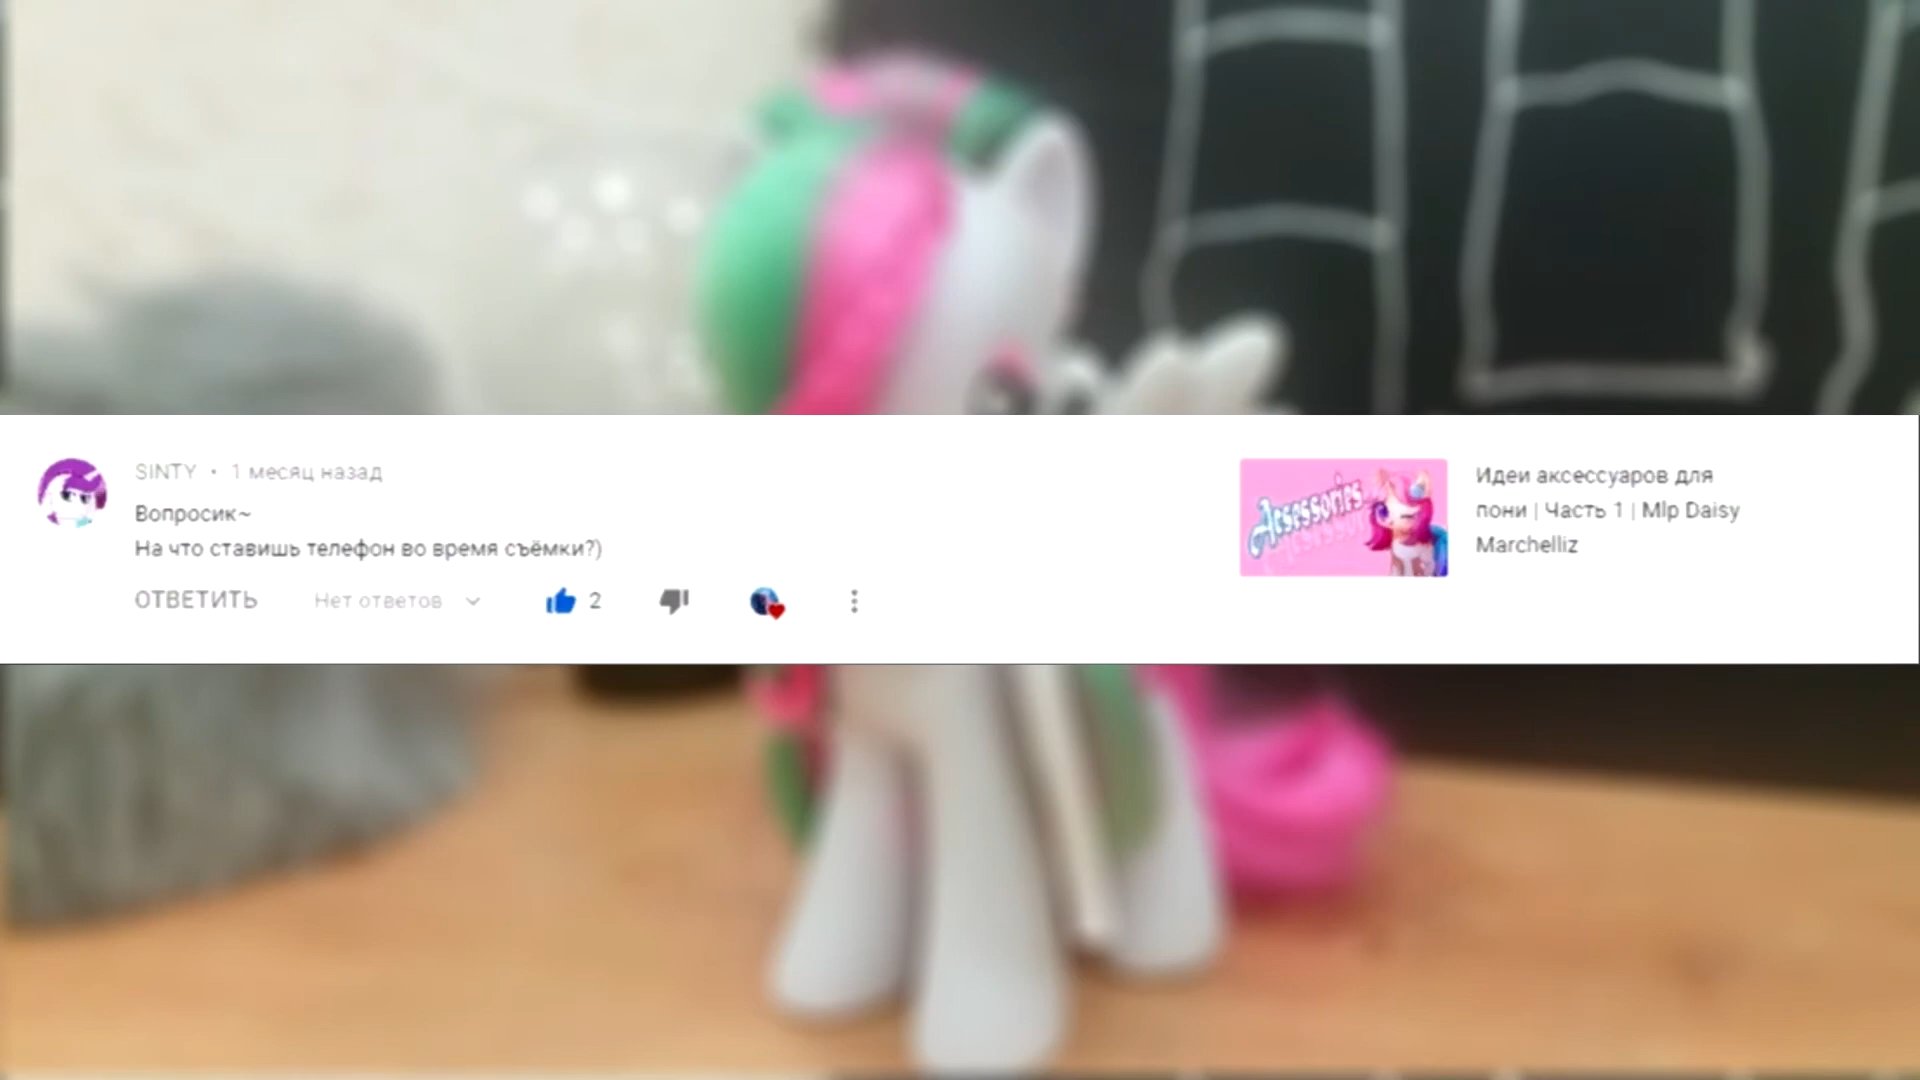 SINTY • 1 месяц назад
Вопросик~
На что ставишь телефон во время съёмки?)
ОТВЕТИТЬ Нет ответов 2
Acsessories
Идеи аксессуаров для
пони | Часть 1 | Mlp Daisy
Marchelliz